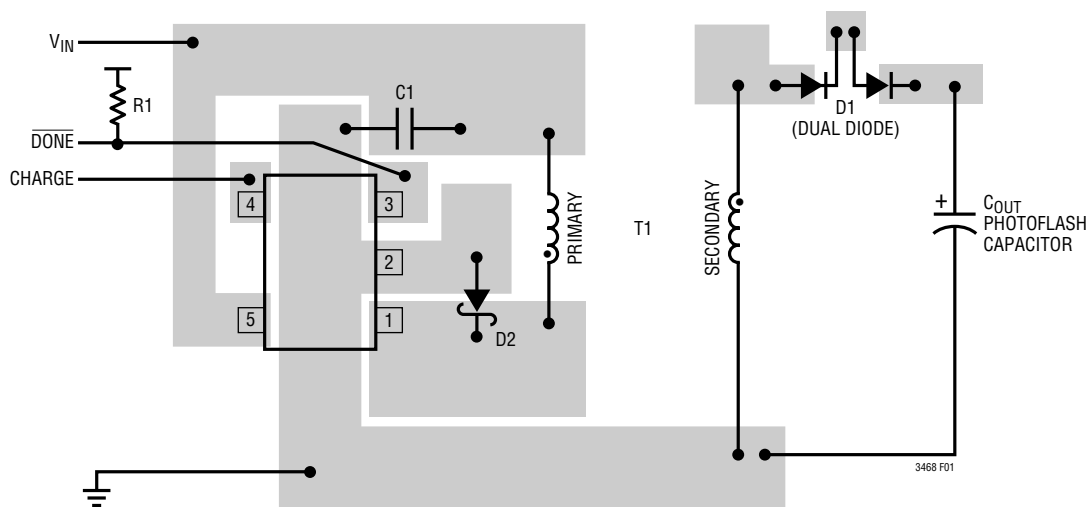 V_IN
R1
C1
D1
(DUAL DIODE)
D̅O̅N̅E̅
CHARGE
4
3
2
5
1
D2
PRIMARY
T1
SECONDARY
+
C_OUT
PHOTOFLASH
CAPACITOR
3468 F01